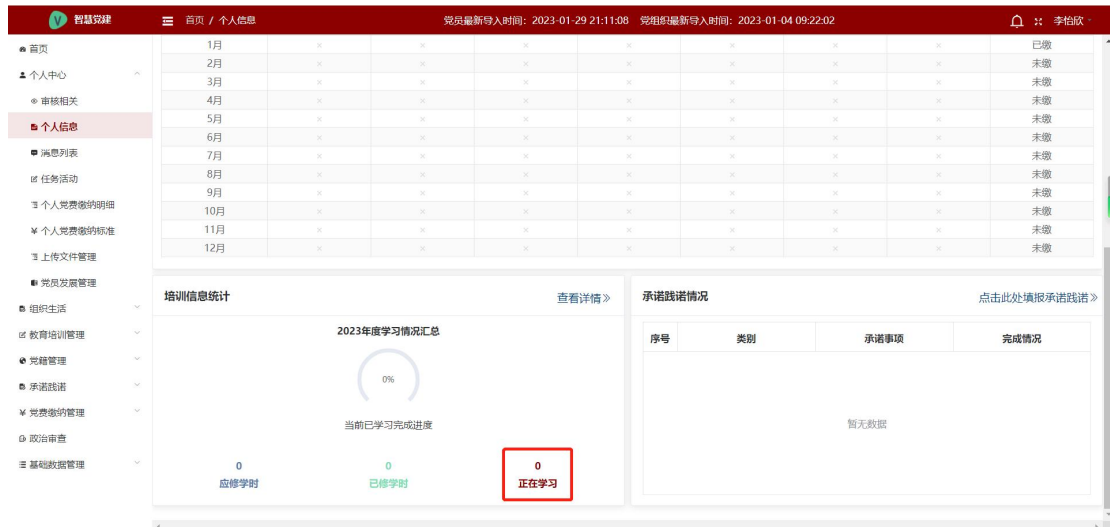 智慧党建
首页 / 个人信息 党员最新导入时间：2023-01-29 21:11:08 党组织最新导入时间：2023-01-04 09:22:02 李怡欣
首页
个人中心
审核相关
个人信息
消息列表
任务活动
个人党费缴纳明细
个人党费缴纳标准
上传文件管理
党员发展管理
组织生活
教育培训管理
党籍管理
承诺践诺
党费缴纳管理
政治审查
基础数据管理
1月 × × × × × × × 已缴
2月 × × × × × × × 未缴
3月 × × × × × × × 未缴
4月 × × × × × × × 未缴
5月 × × × × × × × 未缴
6月 × × × × × × × 未缴
7月 × × × × × × × 未缴
8月 × × × × × × × 未缴
9月 × × × × × × × 未缴
10月 × × × × × × × 未缴
11月 × × × × × × × 未缴
12月 × × × × × × × 未缴
培训信息统计 查看详情》
2023年度学习情况汇总
0%
当前已学习完成进度
0 0 0
应修学时 已修学时 正在学习
承诺践诺情况 点击此处填报承诺践诺》
序号 类别 承诺事项 完成情况
暂无数据